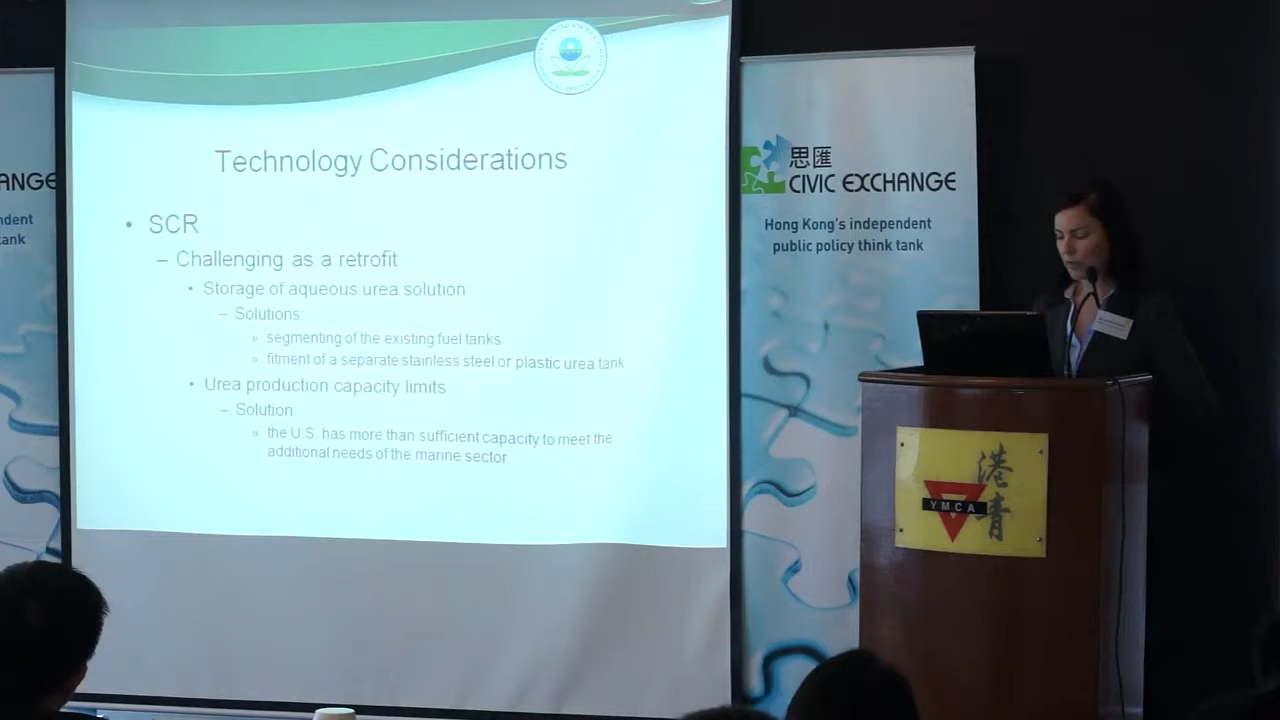 Technology Considerations
• SCR
– Challenging as a retrofit
• Storage of aqueous urea solution
– Solutions:
» segmenting of the existing fuel tanks
» fitment of a separate stainless steel or plastic urea tank
• Urea production capacity limits
– Solution:
» the U.S. has more than sufficient capacity to meet the
additional needs of the marine sector
ANGE
ndent
tank
思匯
CIVIC EXCHANGE
Hong Kong's independent
public policy think tank
港青
YMCA